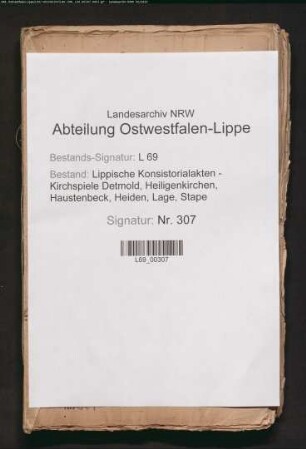 Landesarchiv NRW
Abteilung Ostwestfalen-Lippe
Bestands-Signatur: L 69
Bestand: Lippische Konsistorialakten -
Kirchspiele Detmold, Heiligenkirchen,
Haustenbeck, Heiden, Lage, Stape
Signatur: Nr. 307
L69_00307